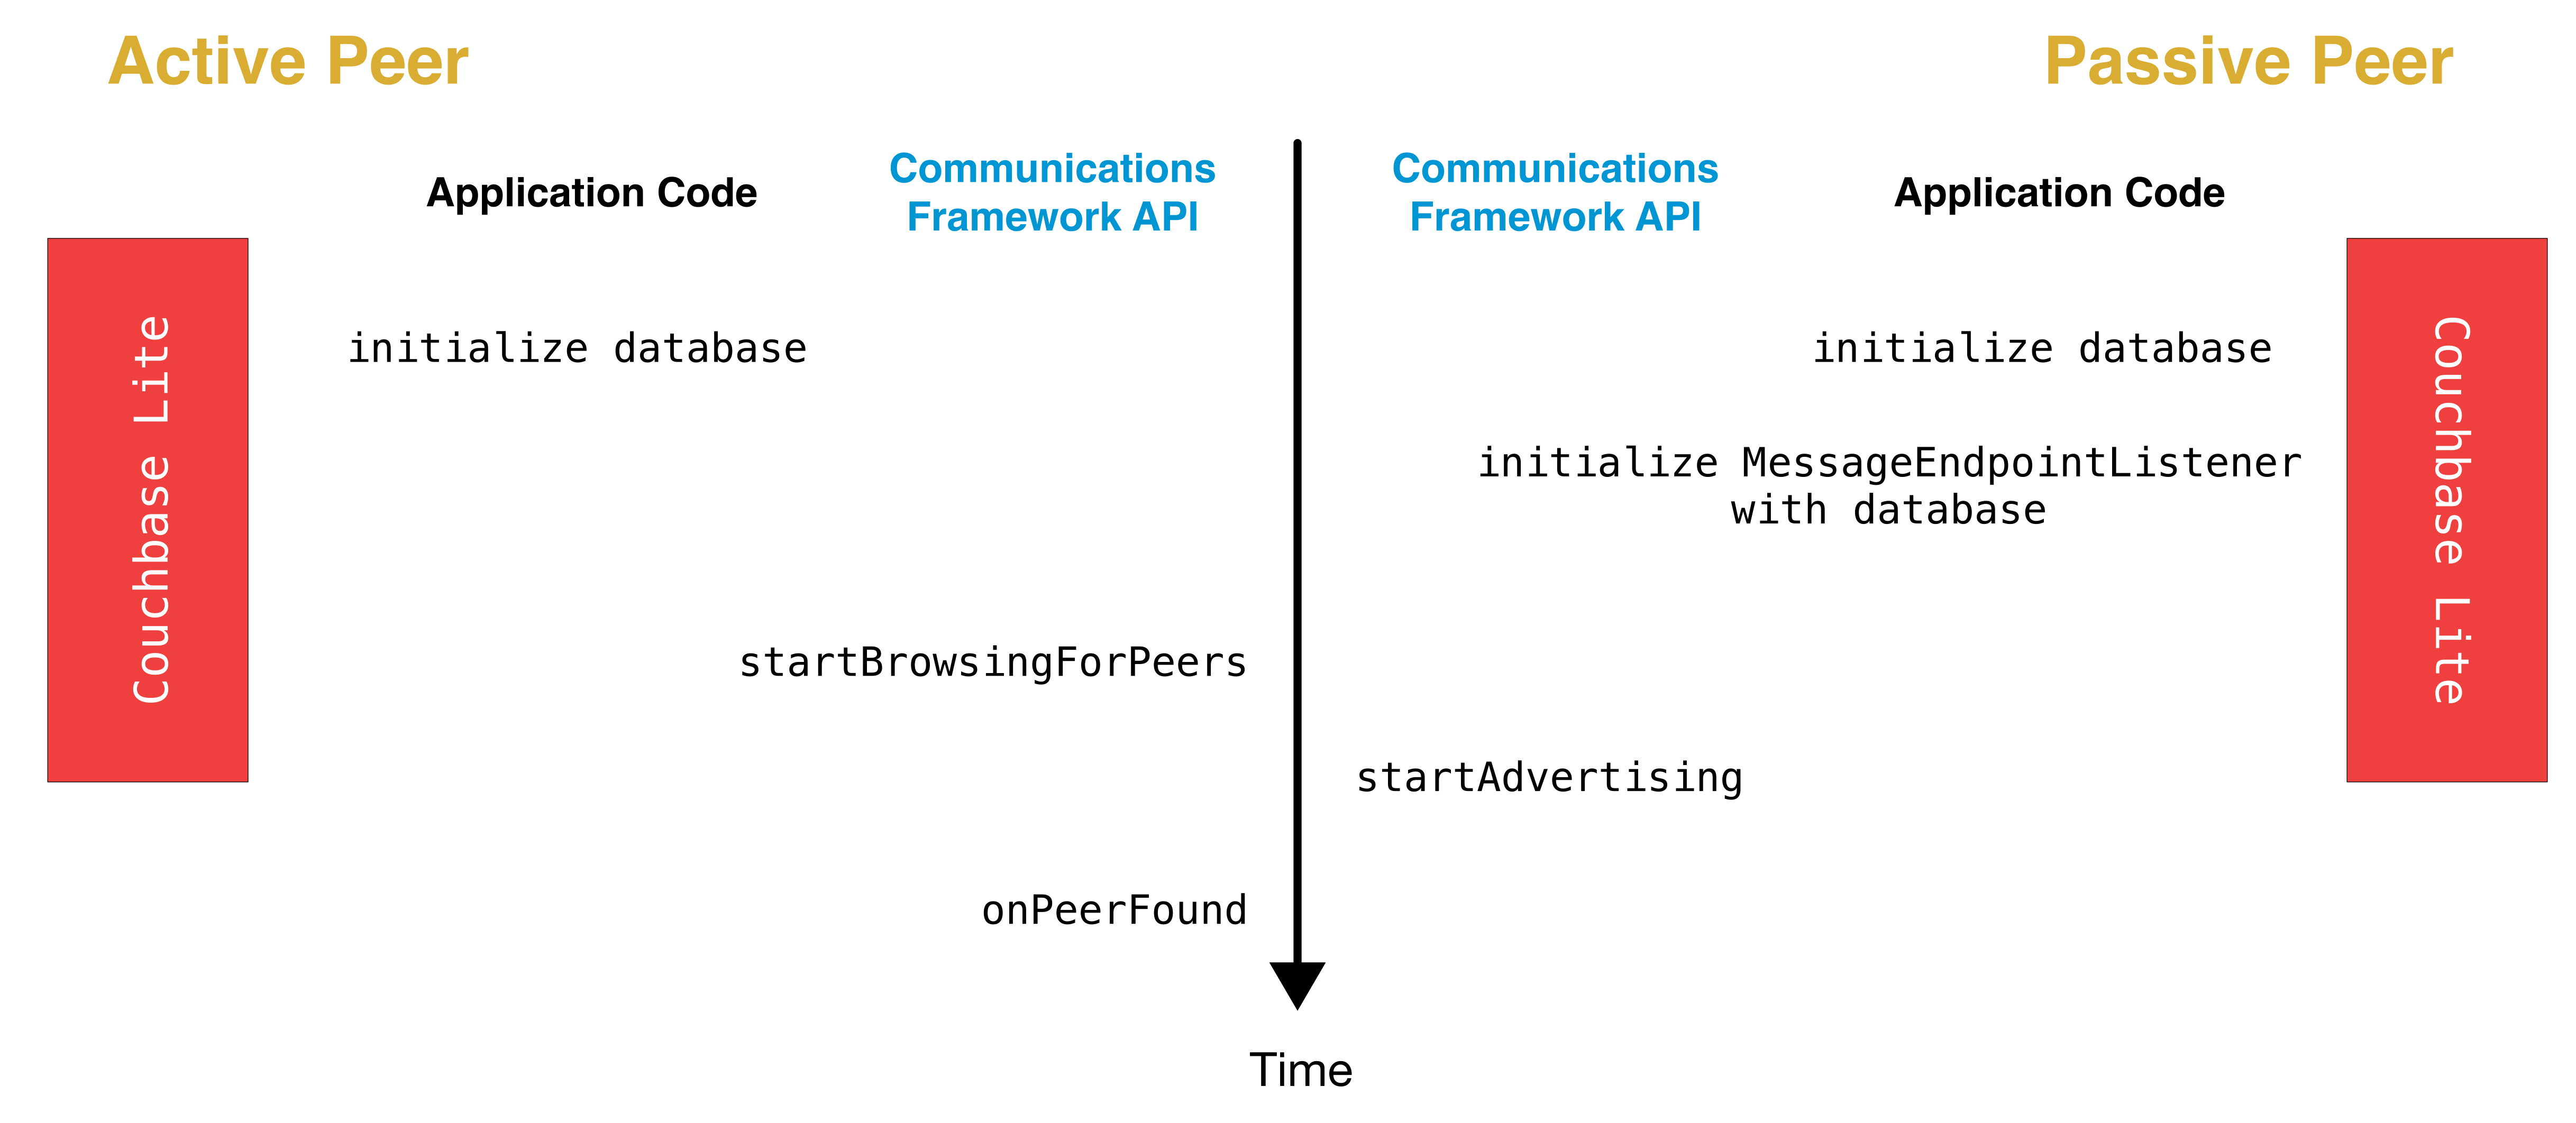 Active Peer
Passive Peer
Application Code
Communications
Framework API
Communications
Framework API
Application Code
Couchbase Lite
initialize database
initialize database
initialize MessageEndpointListener
with database
startBrowsingForPeers
startAdvertising
onPeerFound
Couchbase Lite
Time